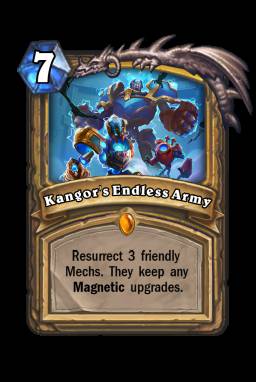 7
Kangor's Endless Army
Resurrect 3 friendly
Mechs. They keep any
Magnetic upgrades.